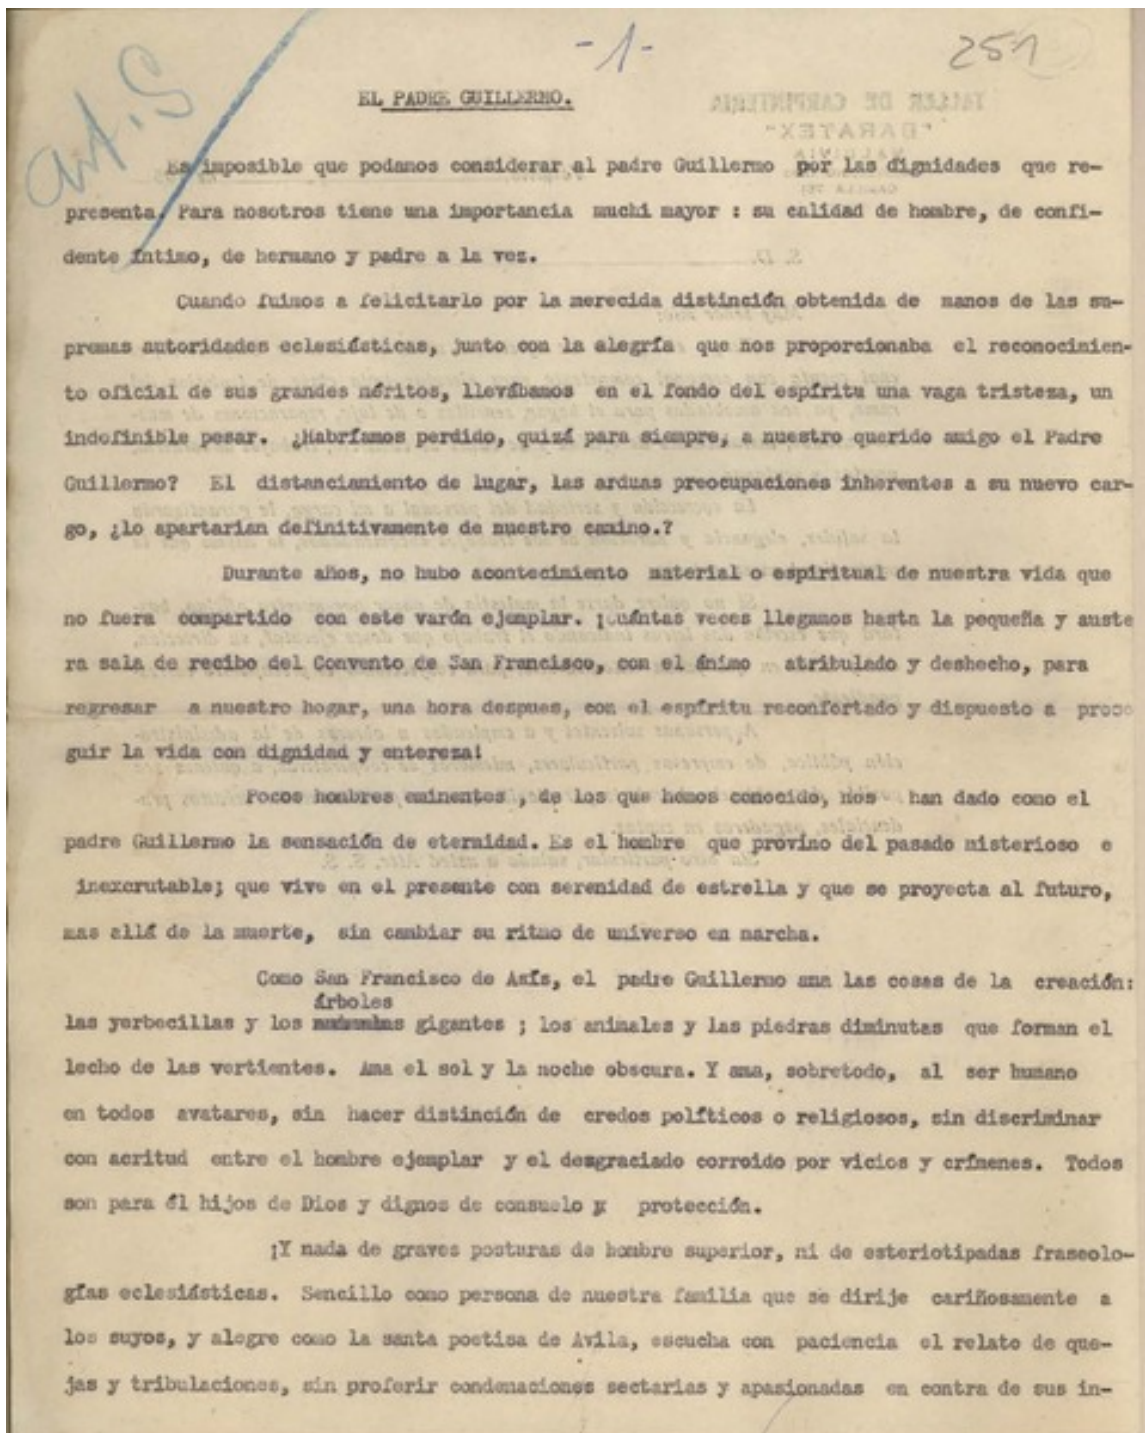 art. S
-1-
251
EL PADRE GUILLERMO.
TALLER DE CARPINTERIA
"DARATEX"
VALDIVIA
Es imposible que podamos considerar al padre Guillermo por las dignidades que re-
presenta. Para nosotros tiene una importancia muchi mayor : su calidad de hombre, de confi-
dente íntimo, de hermano y padre a la vez.
S. D.
Cuando fuimos a felicitarlo por la merecida distinción obtenida de manos de las su-
premas autoridades eclesiásticas, junto con la alegría que nos proporcionaba el reconocimien-
to oficial de sus grandes méritos, llevábamos en el fondo del espíritu una vaga tristeza, un
indefinible pesar. ¿Habríamos perdido, quizá para siempre, a nuestro querido amigo el Padre
Guillermo? El distanciamiento de lugar, las arduas preocupaciones inherentes a su nuevo car-
go, ¿lo apartarían definitivamente de nuestro camino.?
Durante años, no hubo acontecimiento material o espiritual de nuestra vida que
no fuera compartido con este varón ejemplar. ¡cuántas veces llegamos hasta la pequeña y auste
ra sala de recibo del Convento de San Francisco, con el ánimo atribulado y deshecho, para
regresar a nuestro hogar, una hora despues, con el espíritu reconfortado y dispuesto a prose
guir la vida con dignidad y entereza!
Pocos hombres eminentes , de los que hemos conocido, nos han dado como el
padre Guillermo la sensación de eternidad. Es el hombre que provino del pasado misterioso e
inexcrutable; que vive en el presente con serenidad de estrella y que se proyecta al futuro,
mas allá de la muerte, sin cambiar su ritmo de universo en marcha.
Como San Francisco de Asís, el padre Guillermo ama las cosas de la creación:
árboles
las yerbecillas y los gigantes ; los animales y las piedras diminutas que forman el
lecho de las vertientes. Ama el sol y la noche obscura. Y ama, sobretodo, al ser humano
en todos avatares, sin hacer distinción de credos políticos o religiosos, sin discriminar
con acritud entre el hombre ejemplar y el desgraciado corroido por vicios y crímenes. Todos
son para él hijos de Dios y dignos de consuelo y protección.
¡Y nada de graves posturas de hombre superior, ni de esteriotipadas fraseolo-
gías eclesiásticas. Sencillo como persona de nuestra familia que se dirije cariñosamente a
los suyos, y alegre como la santa poetisa de Avila, escucha con paciencia el relato de que-
jas y tribulaciones, sin proferir condenaciones sectarias y apasionadas en contra de sus in-